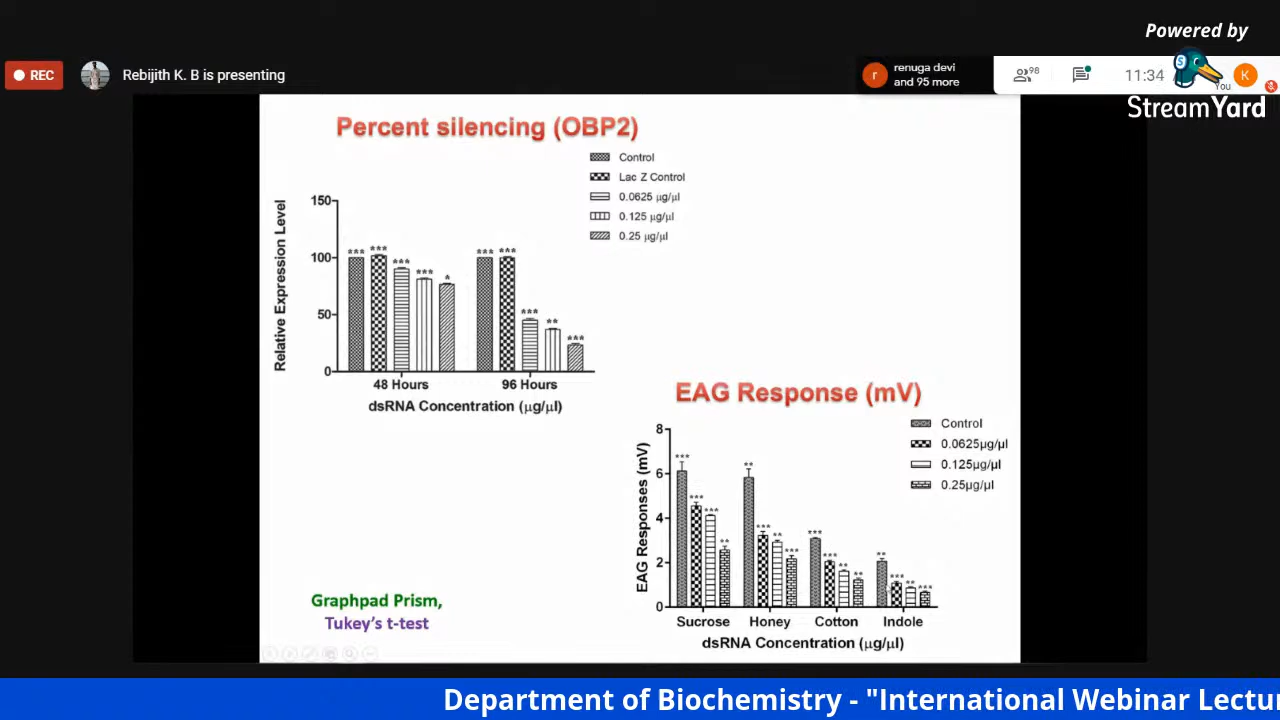 Powered by
REC
Rebijith K. B is presenting
renuga devi
and 95 more
98
11:34
You
K
r
S
StreamYard
Percent silencing (OBP2)
Control
Lac Z Control
0.0625 µg/µl
0.125 µg/µl
0.25 µg/µl
Relative Expression Level
150
100
50
0
*** *** *** *** * *** *** *** ** ***
48 Hours 96 Hours
dsRNA Concentration (µg/µl)
EAG Response (mV)
Control
0.0625µg/µl
0.125µg/µl
0.25µg/µl
EAG Responses (mV)
8
6
4
2
0
*** *** *** ** ** *** ** *** *** *** ** ** ** *** ** ***
Sucrose Honey Cotton Indole
dsRNA Concentration (µg/µl)
Graphpad Prism,
Tukey's t-test
Department of Biochemistry - "International Webinar Lectu